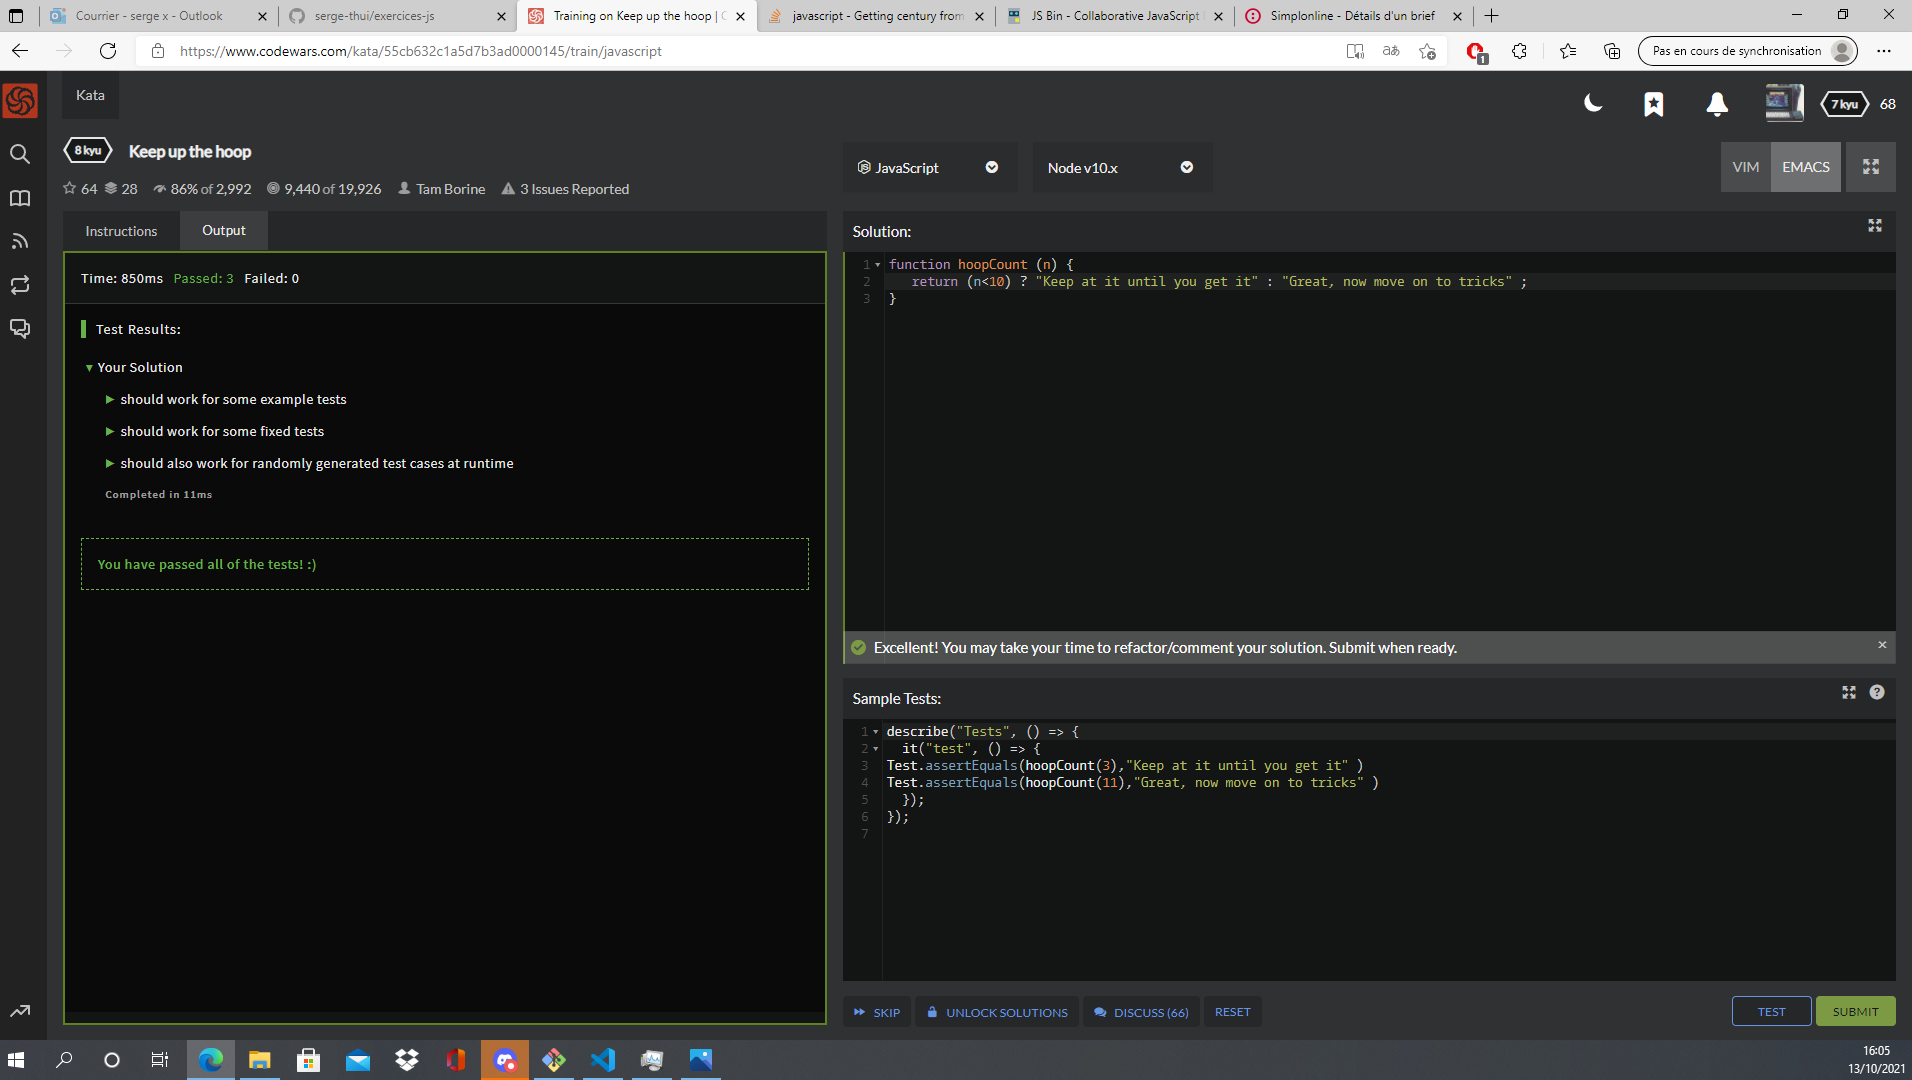 Courrier - serge x - Outlook
serge-thui/exercices-js
Training on Keep up the hoop | C
javascript - Getting century from
JS Bin - Collaborative JavaScript
Simplonline - Détails d'un brief
https://www.codewars.com/kata/55cb632c1a5d7b3ad0000145/train/javascript
aあ
1
Pas en cours de synchronisation
Kata
7 kyu
68
8 kyu
Keep up the hoop
64 28 86% of 2,992 9,440 of 19,926 Tam Borine 3 Issues Reported
JavaScript
Node v10.x
VIM
EMACS
Instructions
Output
Time: 850ms Passed: 3 Failed: 0
Test Results:
Your Solution
should work for some example tests
should work for some fixed tests
should also work for randomly generated test cases at runtime
Completed in 11ms
You have passed all of the tests! :)
Solution:
1 function hoopCount (n) {
2 return (n<10) ? "Keep at it until you get it" : "Great, now move on to tricks" ;
3 }
Excellent! You may take your time to refactor/comment your solution. Submit when ready.
Sample Tests:
1 describe("Tests", () => {
2 it("test", () => {
3 Test.assertEquals(hoopCount(3),"Keep at it until you get it" )
4 Test.assertEquals(hoopCount(11),"Great, now move on to tricks" )
5 });
6 });
7
SKIP
UNLOCK SOLUTIONS
DISCUSS (66)
RESET
TEST
SUBMIT
16:05
13/10/2021